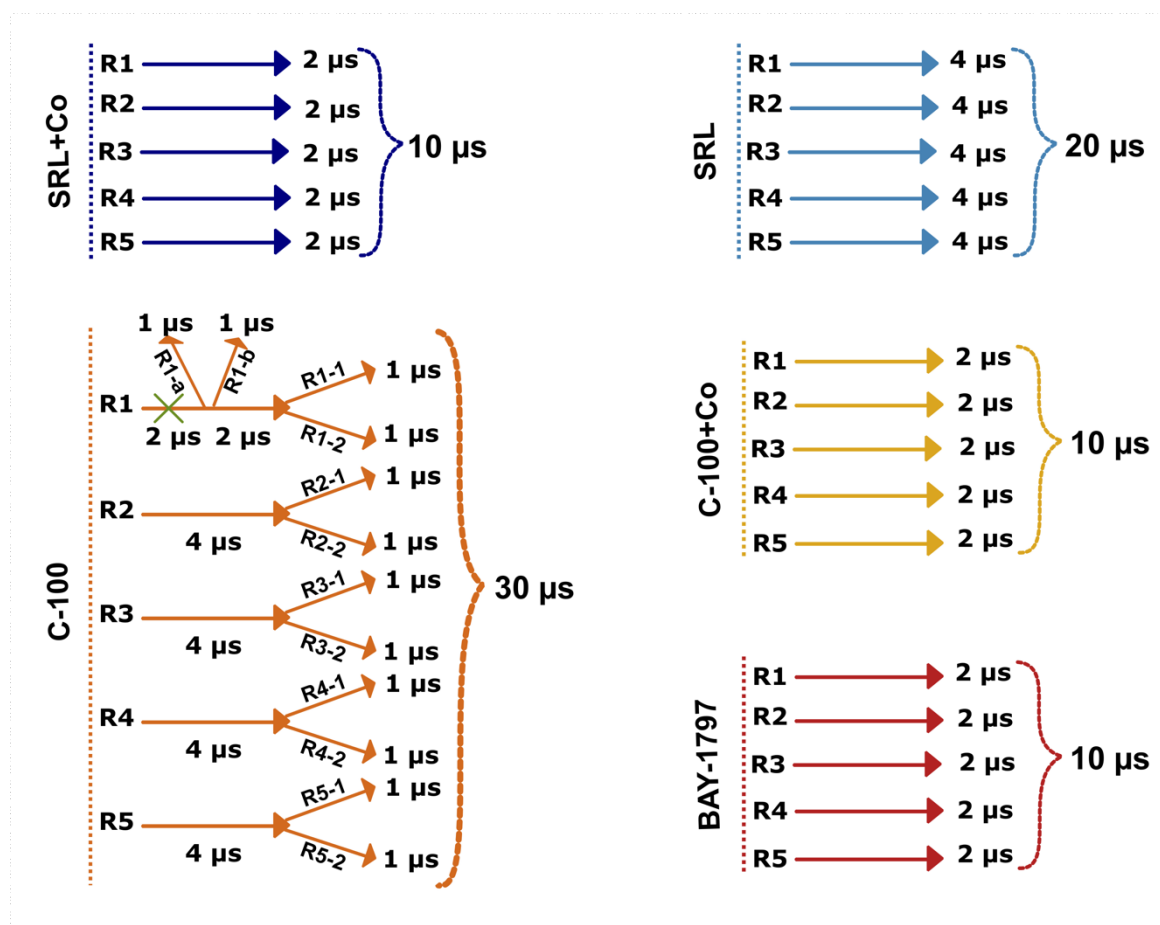 SRL+Co
R1 2 µs
R2 2 µs
R3 2 µs
R4 2 µs
R5 2 µs
10 µs
SRL
R1 4 µs
R2 4 µs
R3 4 µs
R4 4 µs
R5 4 µs
20 µs
C-100
1 µs 1 µs
R1-a R1-b
R1
2 µs 2 µs
R1-1 1 µs
R1-2 1 µs
R2
4 µs
R2-1 1 µs
R2-2 1 µs
R3
4 µs
R3-1 1 µs
R3-2 1 µs
R4
4 µs
R4-1 1 µs
R4-2 1 µs
R5
4 µs
R5-1 1 µs
R5-2 1 µs
30 µs
C-100+Co
R1 2 µs
R2 2 µs
R3 2 µs
R4 2 µs
R5 2 µs
10 µs
BAY-1797
R1 2 µs
R2 2 µs
R3 2 µs
R4 2 µs
R5 2 µs
10 µs